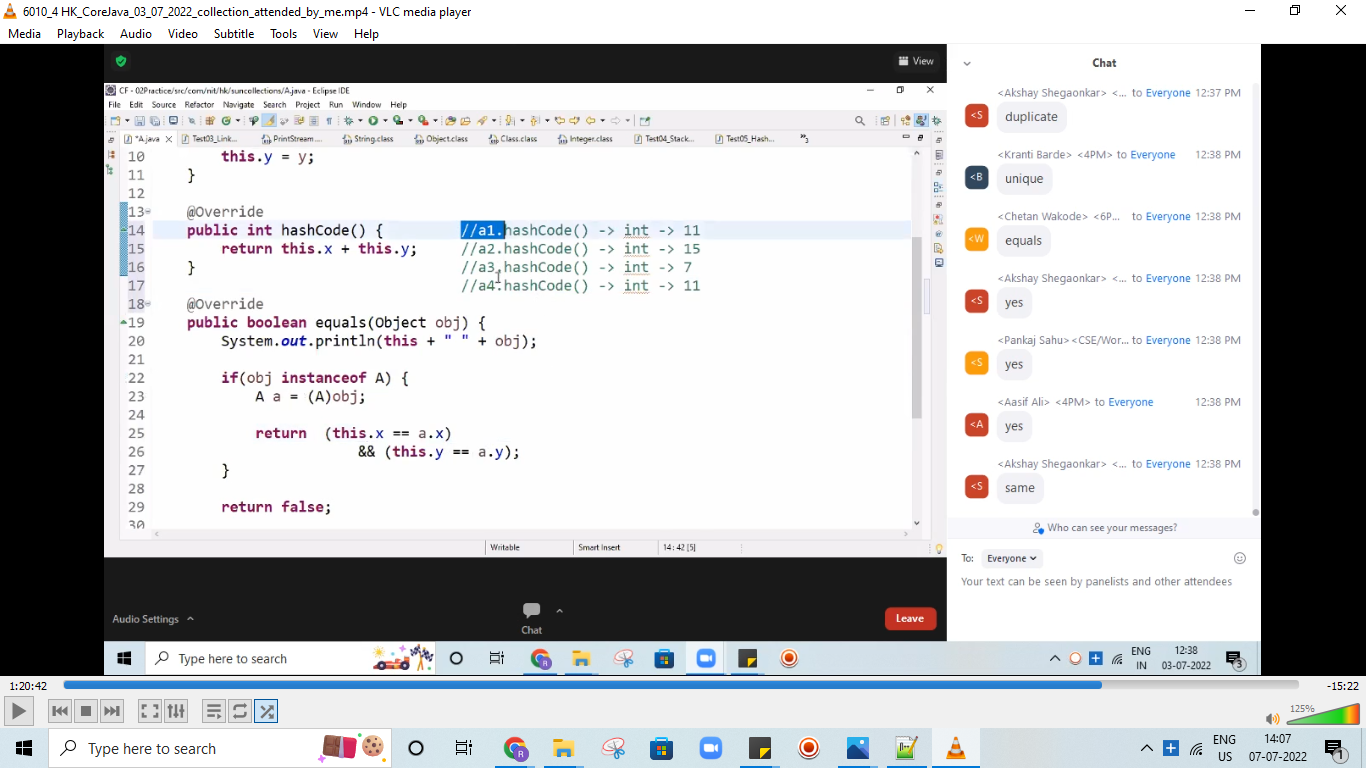 6010_4 HK_CoreJava_03_07_2022_collection_attended_by_me.mp4 - VLC media player
Media Playback Audio Video Subtitle Tools View Help
View
CF - 02Practice/src/com/nit/hk/suncollections/A.java - Eclipse IDE
File Edit Source Refactor Navigate Search Project Run Window Help
*A.java Test03_Link... PrintStream... String.class Object.class Class.class Integer.class Test04_Stack... Test05_Hash... 3
10 this.y = y;
11 }
12
13 @Override
14 public int hashCode() { //a1.hashCode() -> int -> 11
15 return this.x + this.y; //a2.hashCode() -> int -> 15
16 } //a3.hashCode() -> int -> 7
17 //a4.hashCode() -> int -> 11
18 @Override
19 public boolean equals(Object obj) {
20 System.out.println(this + " " + obj);
21
22 if(obj instanceof A) {
23 A a = (A)obj;
24
25 return (this.x == a.x)
26 && (this.y == a.y);
27 }
28
29 return false;
30
Writable Smart Insert 14 : 42 [5]
Audio Settings
Chat
Leave
Chat
<Akshay Shegaonkar> <... to Everyone 12:37 PM
<S duplicate
<Kranti Barde> <4PM> to Everyone 12:38 PM
<B unique
<Chetan Wakode> <6P... to Everyone 12:38 PM
<W equals
<Akshay Shegaonkar> <... to Everyone 12:38 PM
<S yes
<Pankaj Sahu><CSE/Wor... to Everyone 12:38 PM
<S yes
<Aasif Ali> <4PM> to Everyone 12:38 PM
<A yes
<Akshay Shegaonkar> <... to Everyone 12:38 PM
<S same
Who can see your messages?
To: Everyone
Your text can be seen by panelists and other attendees
Type here to search
R
ENG
IN
12:38
03-07-2022
3
1:20:42
-15:22
125%
Type here to search
R
ENG
US
14:07
07-07-2022
1